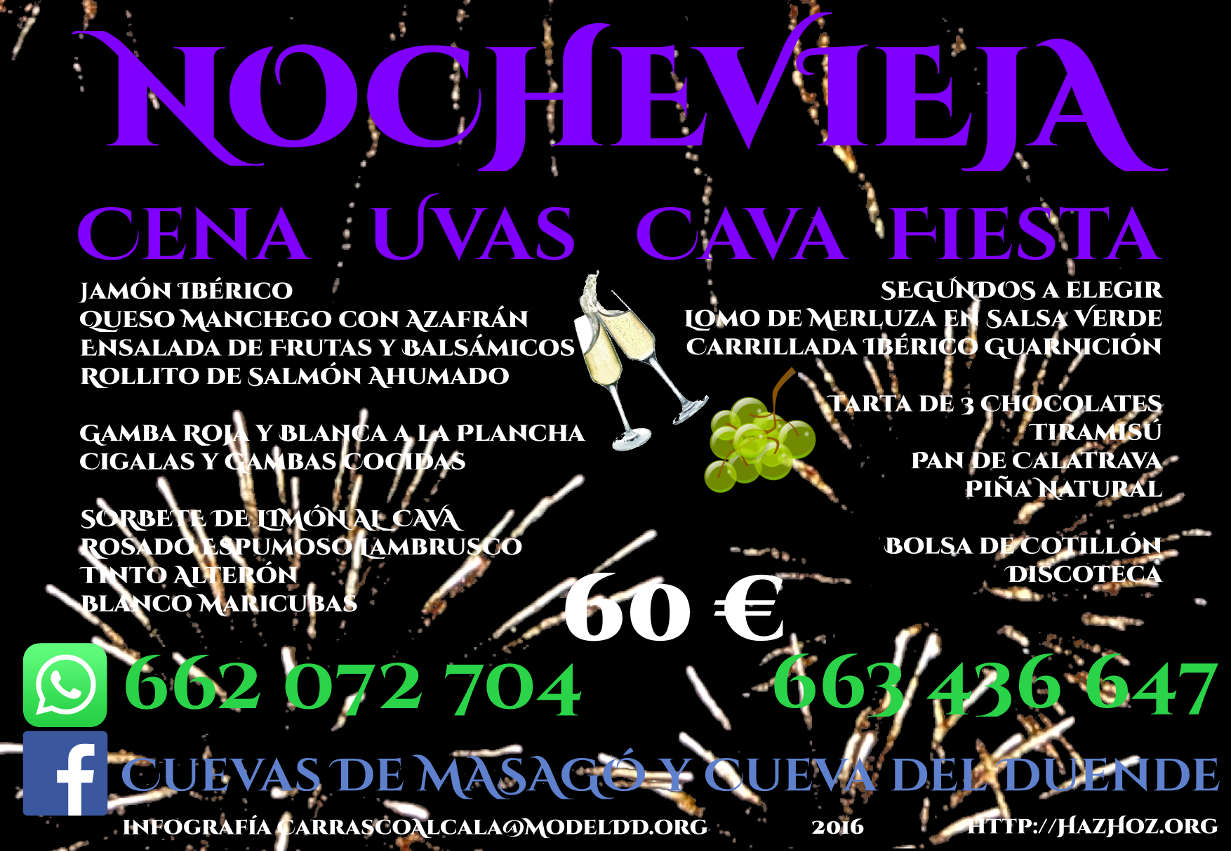 NOCHEVIEJA
CENA UVAS CAVA FIESTA
JAMÓN IBÉRICO
QUESO MANCHEGO CON AZAFRÁN
ENSALADA DE FRUTAS Y BALSÁMICOS
ROLLITO DE SALMÓN AHUMADO
GAMBA ROJA Y BLANCA A LA PLANCHA
CIGALAS Y GAMBAS COCIDAS
SORBETE DE LIMÓN AL CAVA
ROSADO ESPUMOSO LAMBRUSCO
TINTO ALTERÓN
BLANCO MARICUBAS
SEGUNDOS A ELEGIR
LOMO DE MERLUZA EN SALSA VERDE
CARRILLADA IBÉRICO GUARNICIÓN
TARTA DE 3 CHOCOLATES
TIRAMISÚ
PAN DE CALATRAVA
PIÑA NATURAL
BOLSA DE COTILLÓN
DISCOTECA
60 €
662 072 704 663 436 647
CUEVAS DE MASAGÓ Y CUEVA DEL DUENDE
INFOGRAFÍA CARRASCOALCALA@MODELDD.ORG 2016 HTTP://HAZHOZ.ORG